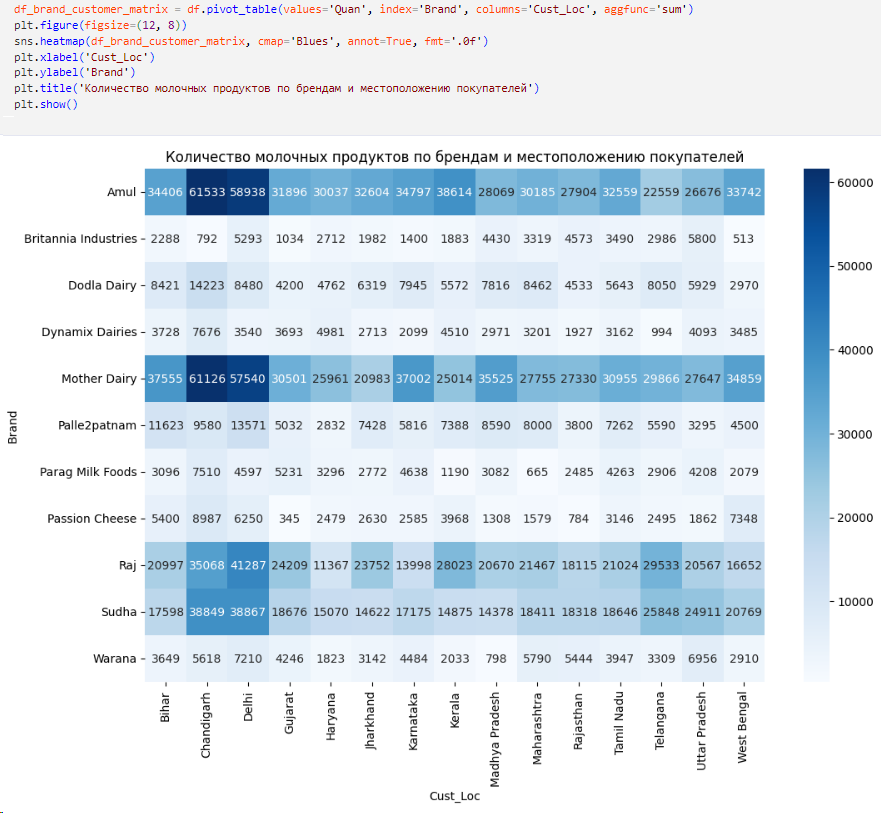 df_brand_customer_matrix = df.pivot_table(values='Quan', index='Brand', columns='Cust_Loc', aggfunc='sum')
plt.figure(figsize=(12, 8))
sns.heatmap(df_brand_customer_matrix, cmap='Blues', annot=True, fmt='.0f')
plt.xlabel('Cust_Loc')
plt.ylabel('Brand')
plt.title('Количество молочных продуктов по брендам и местоположению покупателей')
plt.show()
Количество молочных продуктов по брендам и местоположению покупателей
Amul 34406 61533 58938 31896 30037 32604 34797 38614 28069 30185 27904 32559 22559 26676 33742
Britannia Industries 2288 792 5293 1034 2712 1982 1400 1883 4430 3319 4573 3490 2986 5800 513
Dodla Dairy 8421 14223 8480 4200 4762 6319 7945 5572 7816 8462 4533 5643 8050 5929 2970
Dynamix Dairies 3728 7676 3540 3693 4981 2713 2099 4510 2971 3201 1927 3162 994 4093 3485
Mother Dairy 37555 61126 57540 30501 25961 20983 37002 25014 35525 27755 27330 30955 29866 27647 34859
Palle2patnam 11623 9580 13571 5032 2832 7428 5816 7388 8590 8000 3800 7262 5590 3295 4500
Parag Milk Foods 3096 7510 4597 5231 3296 2772 4638 1190 3082 665 2485 4263 2906 4208 2079
Passion Cheese 5400 8987 6250 345 2479 2630 2585 3968 1308 1579 784 3146 2495 1862 7348
Raj 20997 35068 41287 24209 11367 23752 13998 28023 20670 21467 18115 21024 29533 20567 16652
Sudha 17598 38849 38867 18676 15070 14622 17175 14875 14378 18411 18318 18646 25848 24911 20769
Warana 3649 5618 7210 4246 1823 3142 4484 2033 798 5790 5444 3947 3309 6956 2910
Brand
Bihar
Chandigarh
Delhi
Gujarat
Haryana
Jharkhand
Karnataka
Kerala
Madhya Pradesh
Maharashtra
Rajasthan
Tamil Nadu
Telangana
Uttar Pradesh
West Bengal
Cust_Loc
60000
50000
40000
30000
20000
10000